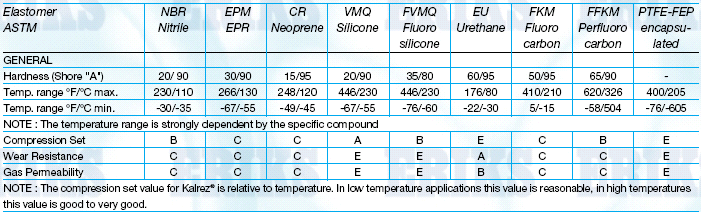 Elastomer NBR EPM CR VMQ FVMQ EU FKM FFKM PTFE-FEP
ASTM Nitrile EPR Neoprene Silicone Fluoro Urethane Fluoro Perfluoro encapsu-
silicone carbon carbon lated
GENERAL
Hardness (Shore "A") 20/ 90 30/90 15/95 20/90 35/80 60/95 50/95 65/90 -
Temp. range °F/°C max. 230/110 266/130 248/120 446/230 446/230 176/80 410/210 620/326 400/205
Temp. range °F/°C min. -30/-35 -67/-55 -49/-45 -67/-55 -76/-60 -22/-30 5/-15 -58/504 -76/-605
NOTE : The temperature range is strongly dependent by the specific compound
Compression Set B C C A B E C B E
Wear Resistance C C C E E A C C E
Gas Permeability C C C E E B C C E
NOTE : The compression set value for Kalrez® is relative to temperature. In low temperature applications this value is reasonable, in high temperatures
this value is good to very good.